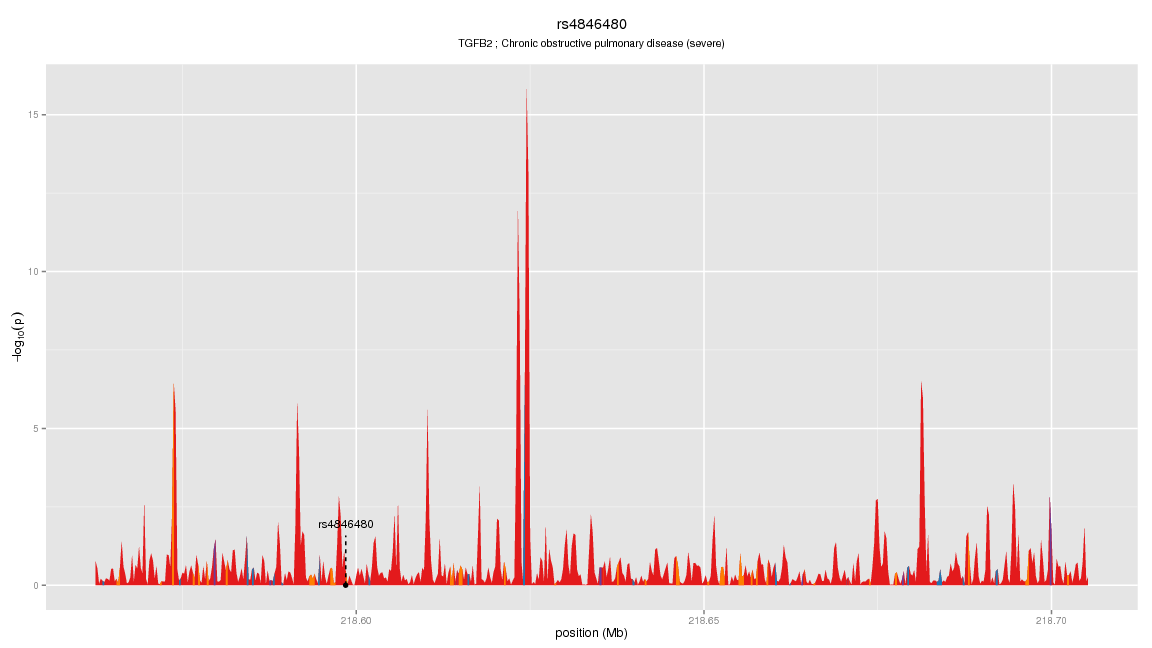 rs4846480
TGFB2 ; Chronic obstructive pulmonary disease (severe)
15
10
5
0
−log10(p)
rs4846480
218.60
218.65
218.70
position (Mb)